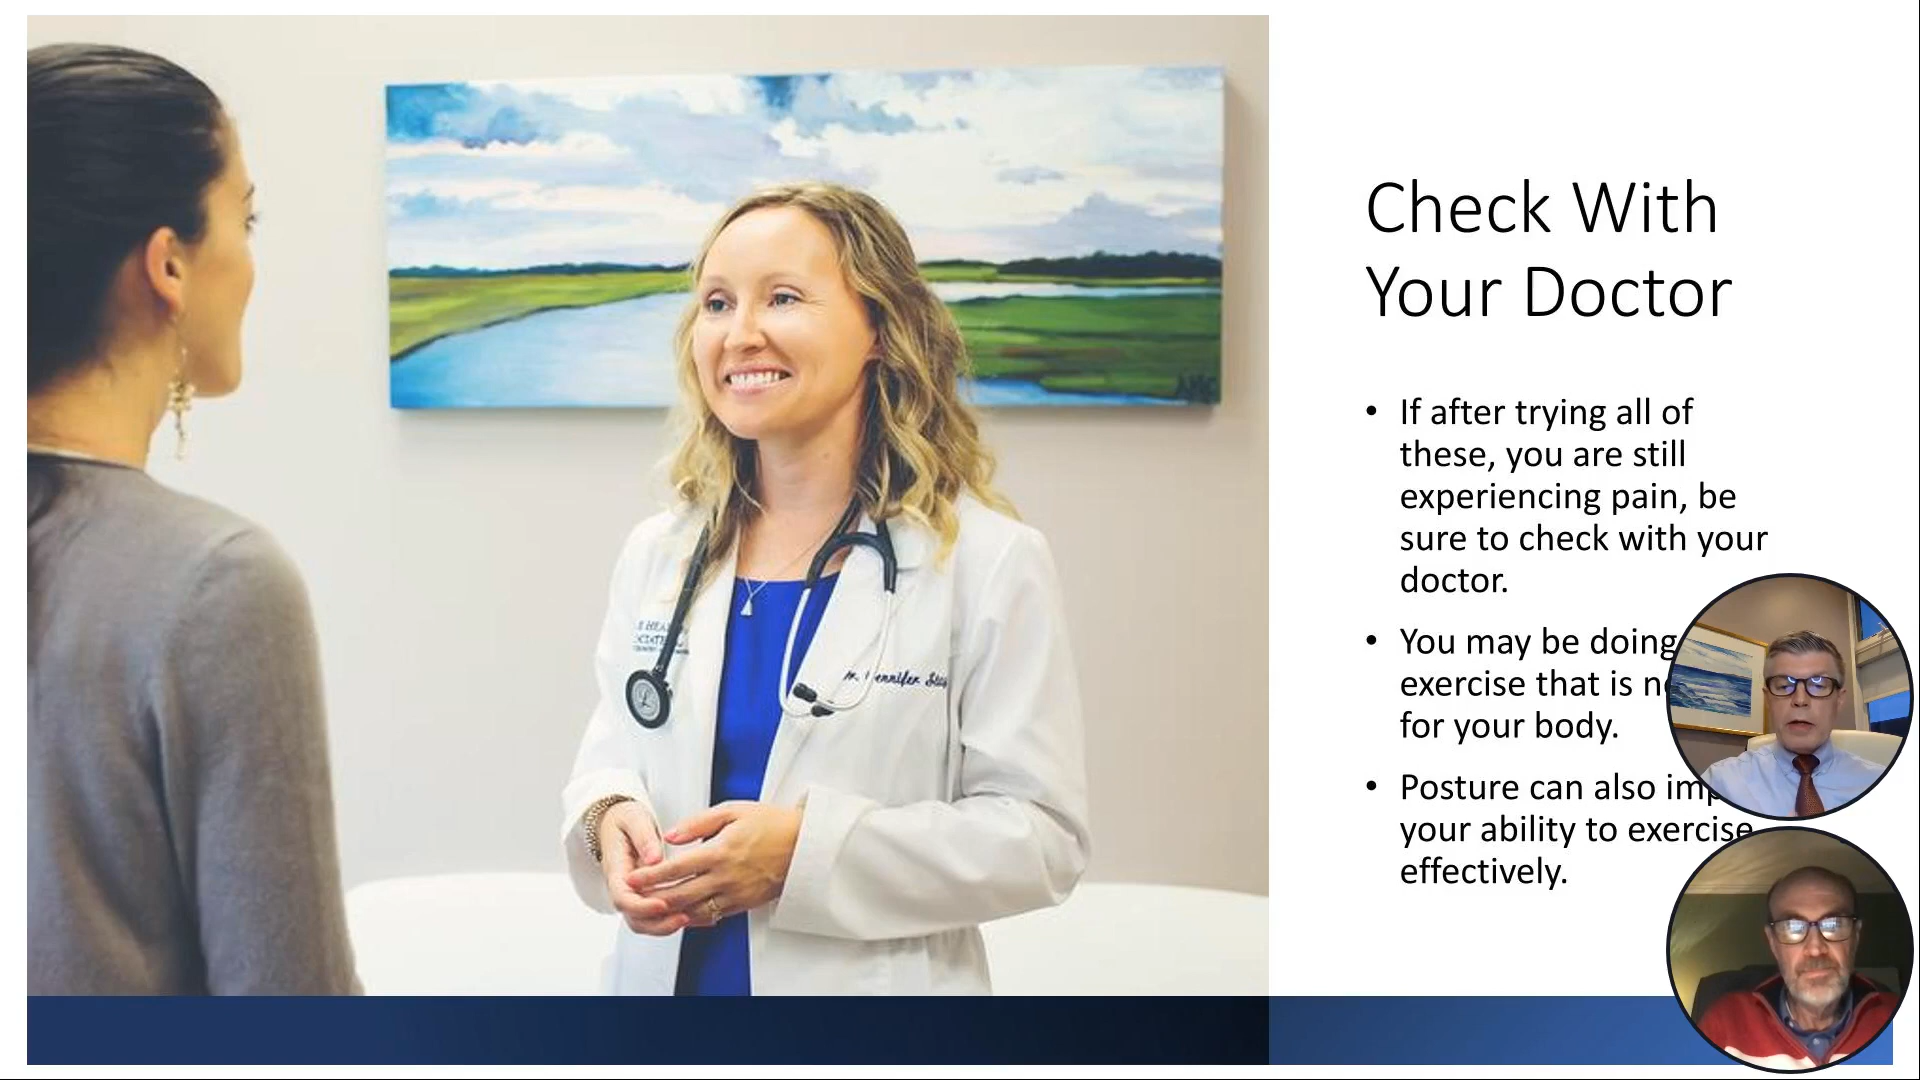 Check With
Your Doctor
• If after trying all of
these, you are still
experiencing pain, be
sure to check with your
doctor.
• You may be doing
exercise that is
for your body.
• Posture can also
your ability to exercise
effectively.
AMC